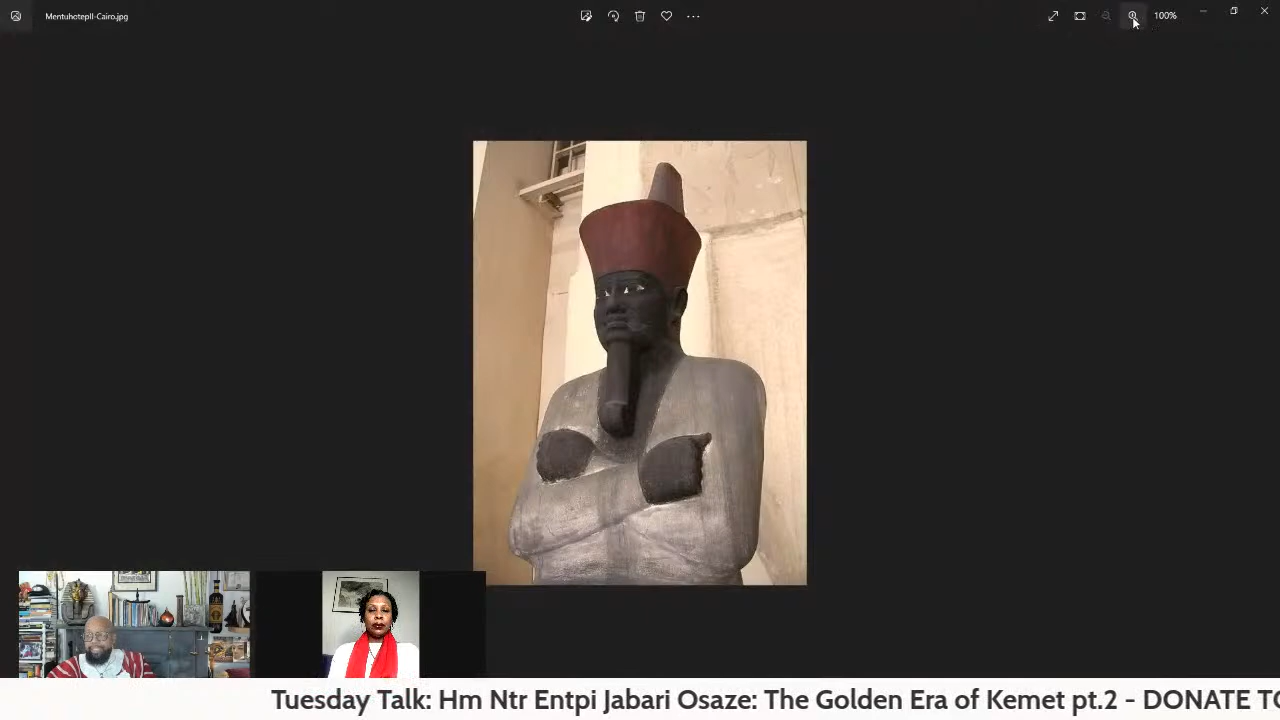 MentuhotepII-Cairo.jpg
100%
Tuesday Talk: Hm Ntr Entpi Jabari Osaze: The Golden Era of Kemet pt.2 - DONATE TO